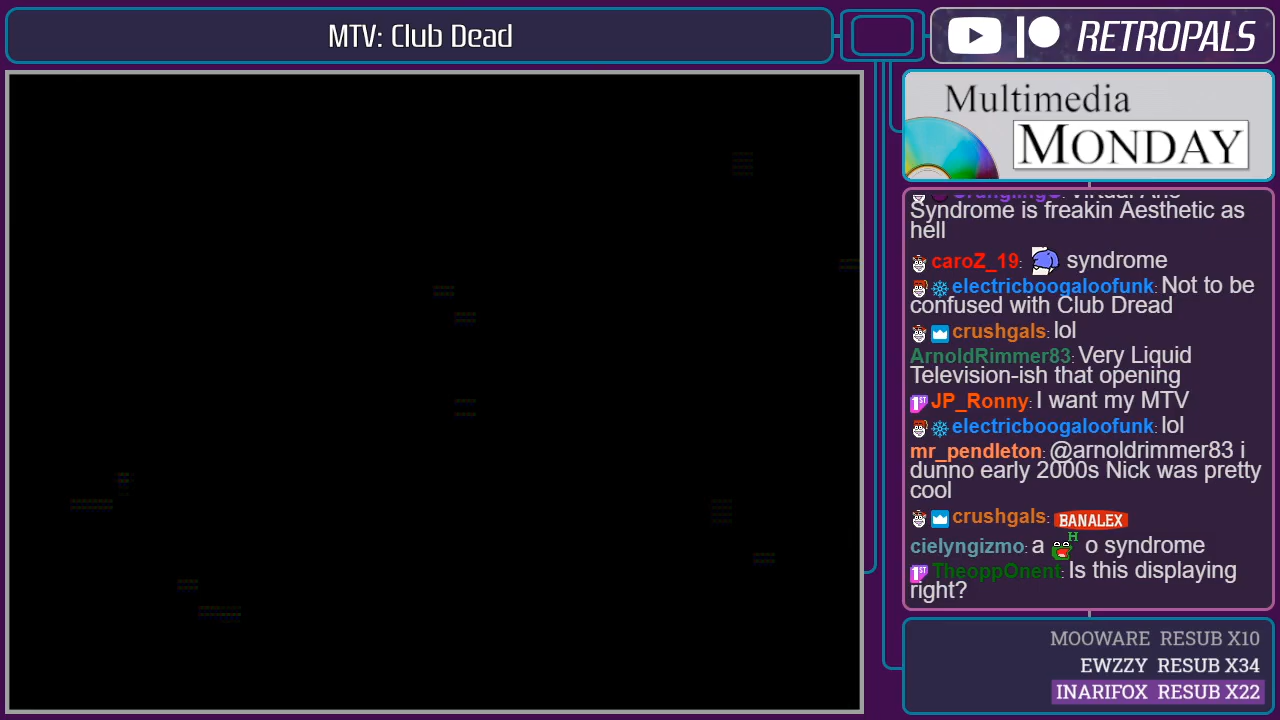 MTV: Club Dead
RETROPALS
Multimedia
MONDAY
Syndrome is freakin Aesthetic as
hell
caroZ_19: syndrome
electricboogaloofunk: Not to be
confused with Club Dread
crushgals: lol
ArnoldRimmer83: Very Liquid
Television-ish that opening
1ST JP_Ronny: I want my MTV
electricboogaloofunk: lol
mr_pendleton: @arnoldrimmer83 i
dunno early 2000s Nick was pretty
cool
crushgals: BANALEX
cielyngizmo: a H o syndrome
1ST TheoppOnent: Is this displaying
right?
MOOWARE RESUB X10
EWZZY RESUB X34
INARIFOX RESUB X22